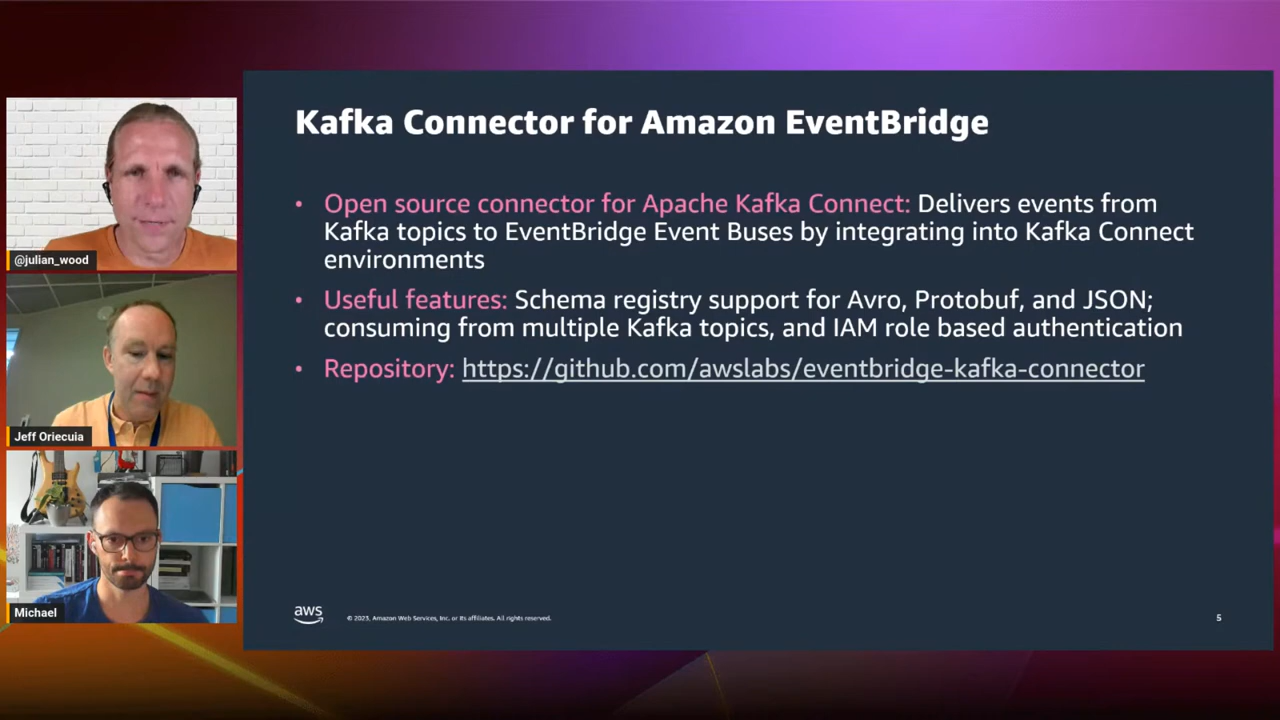 Kafka Connector for Amazon EventBridge
• Open source connector for Apache Kafka Connect: Delivers events from
Kafka topics to EventBridge Event Buses by integrating into Kafka Connect
environments
• Useful features: Schema registry support for Avro, Protobuf, and JSON;
consuming from multiple Kafka topics, and IAM role based authentication
• Repository: https://github.com/awslabs/eventbridge-kafka-connector
@julian_wood
Jeff Oriecuia
Michael
aws
© 2023, Amazon Web Services, Inc. or its affiliates. All rights reserved.
5